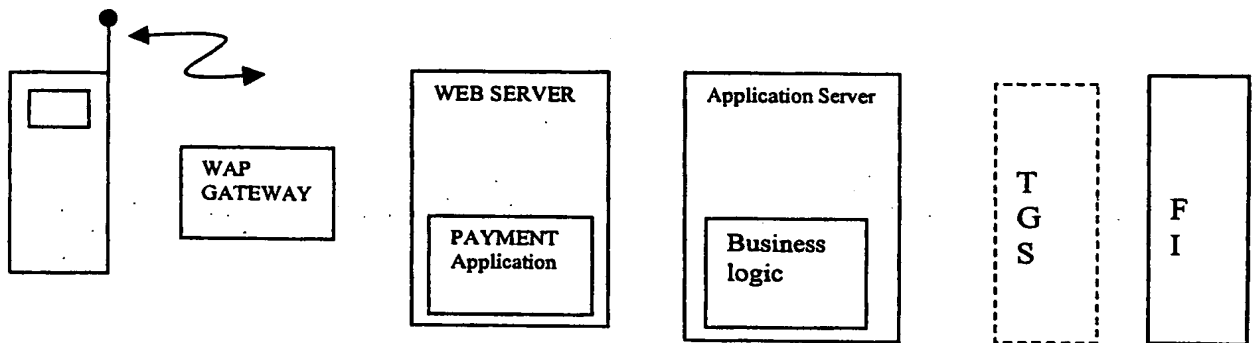 WEB SERVER
Application Server
WAP
GATEWAY
PAYMENT
Application
Business
logic
T
G
S
F
I